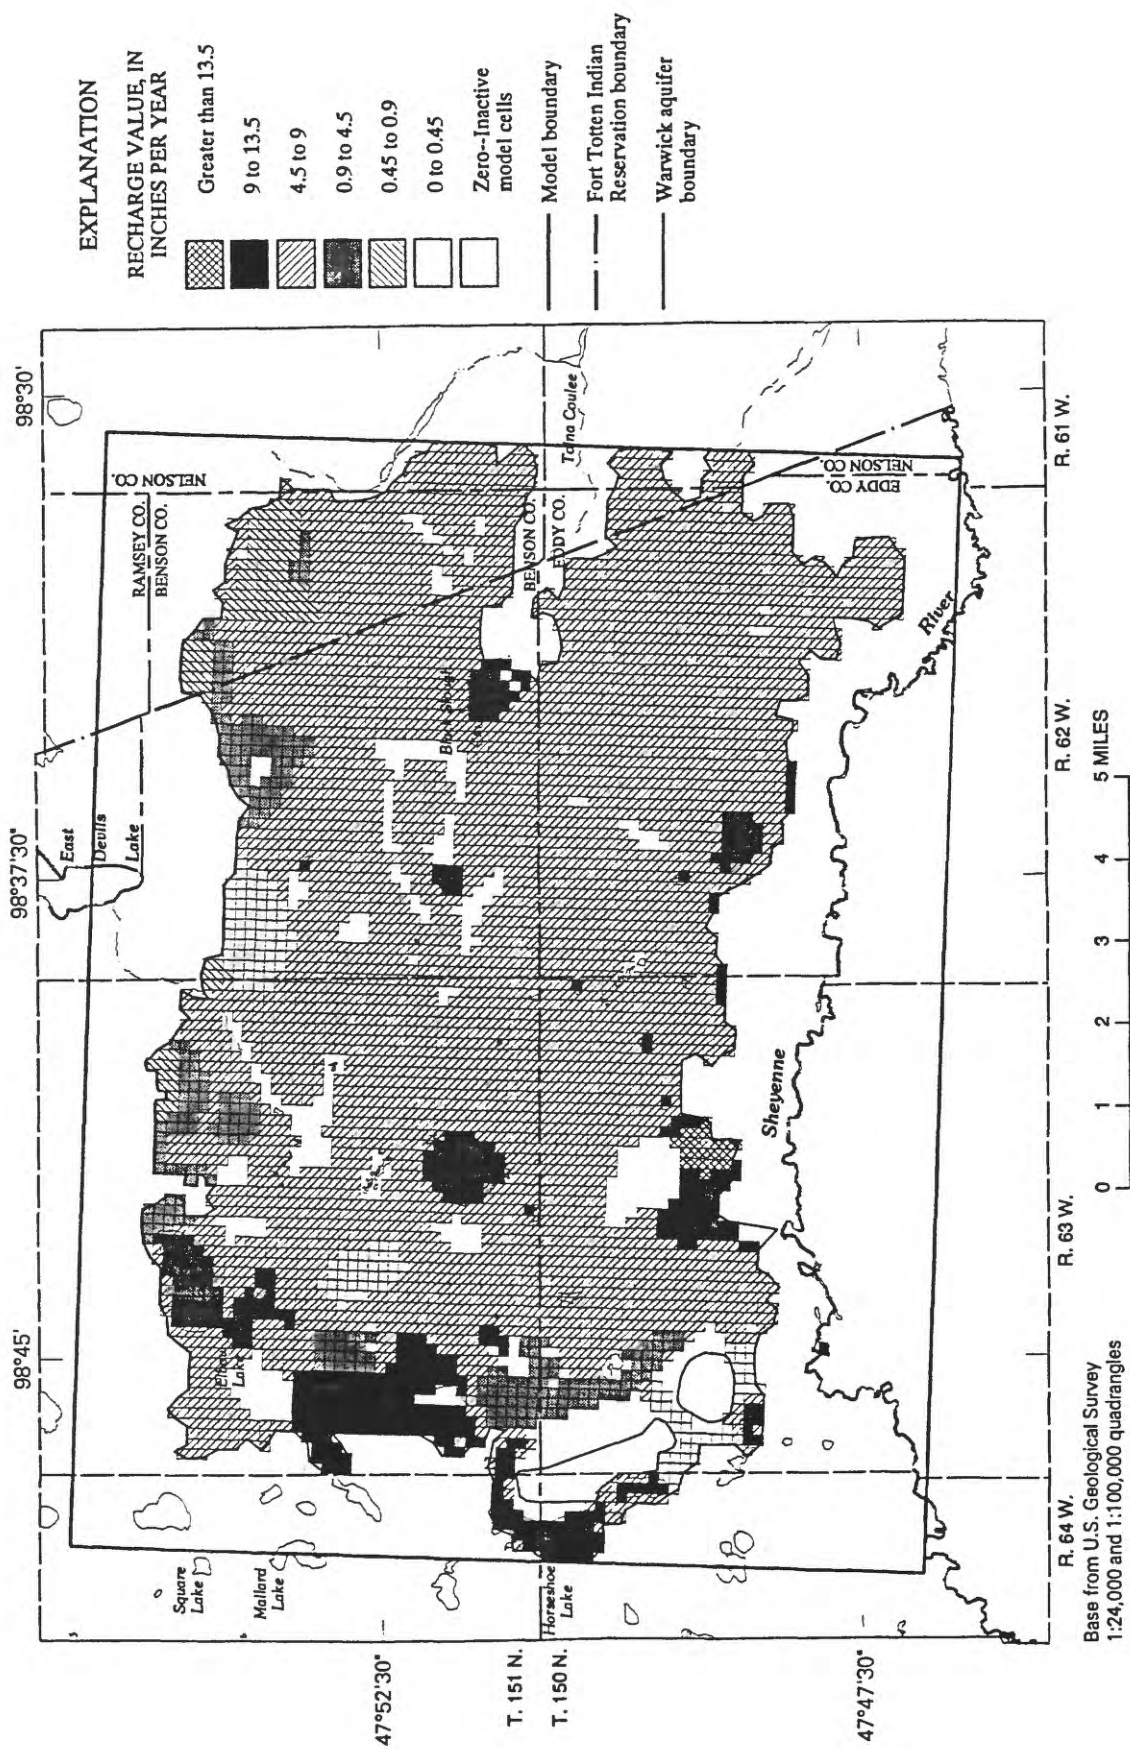 EXPLANATION
RECHARGE VALUE, IN
INCHES PER YEAR
Greater than 13.5
9 to 13.5
4.5 to 9
0.9 to 4.5
0.45 to 0.9
0 to 0.45
Zero--Inactive
model cells
Model boundary
Fort Totten Indian
Reservation boundary
Warwick aquifer
boundary
98°45'
98°37'30"
98°30'
East
Devils
Lake
RAMSEY CO.
BENSON CO.
NELSON CO.
Square
Lake
Mallard
Lake
Lake
47°52'30"
T. 151 N.
T. 150 N.
Horseshoe
Lake
BENSON CO.
EDDY CO.
Tolna Coulee
NELSON CO.
EDDY CO.
Sheyenne
River
47°47'30"
R. 64 W.
R. 63 W.
R. 62 W.
R. 61 W.
Base from U.S. Geological Survey
1:24,000 and 1:100,000 quadrangles
0 1 2 3 4 5 MILES